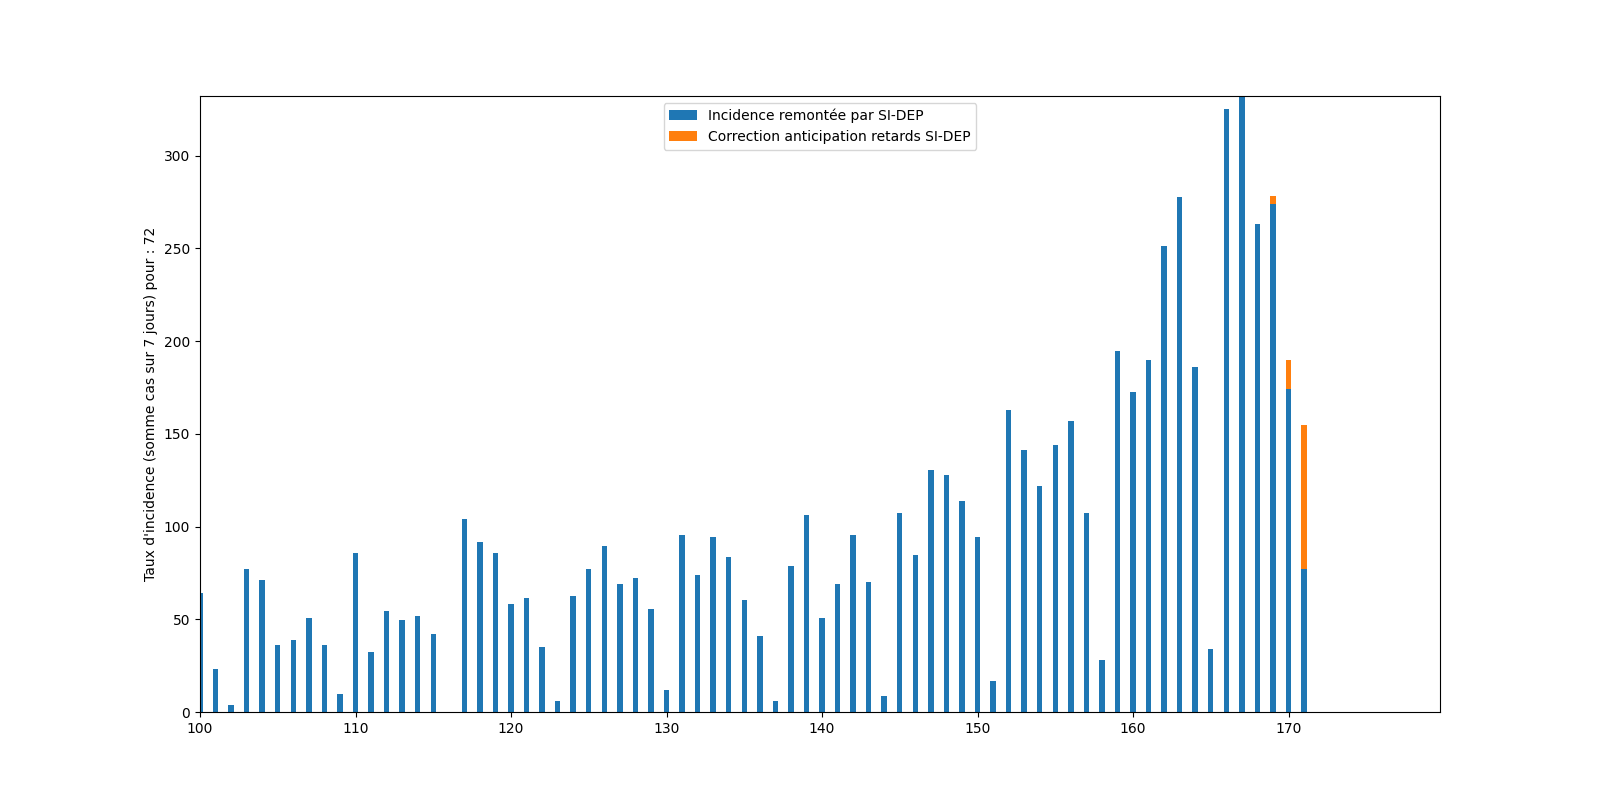 Incidence remontée par SI-DEP
Correction anticipation retards SI-DEP
Taux d'incidence (somme cas sur 7 jours) pour : 72
300
250
200
150
100
50
0
100 110 120 130 140 150 160 170